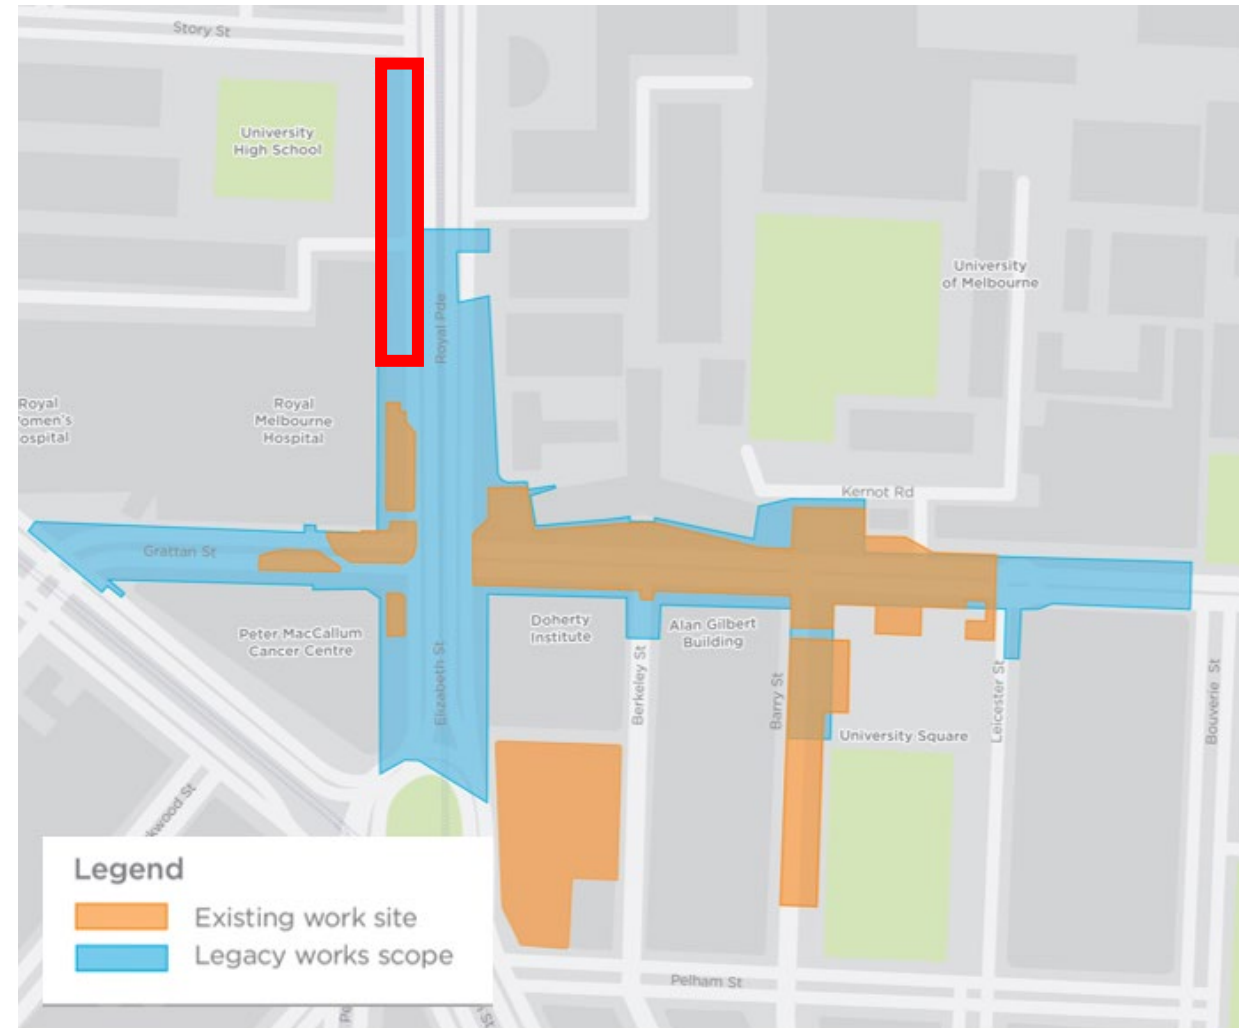 Story St
University
High School
University
of Melbourne
Royal Pde
Royal
Hospital
Royal
Melbourne
Hospital
Kernot Rd
Grattan St
Peter MacCallum
Cancer Centre
Doherty
Institute
Alan Gilbert
Building
Elizabeth St
Berkeley St
Barry St
University Square
Leicester St
Bouverie St
Pelham St
Legend
Existing work site
Legacy works scope